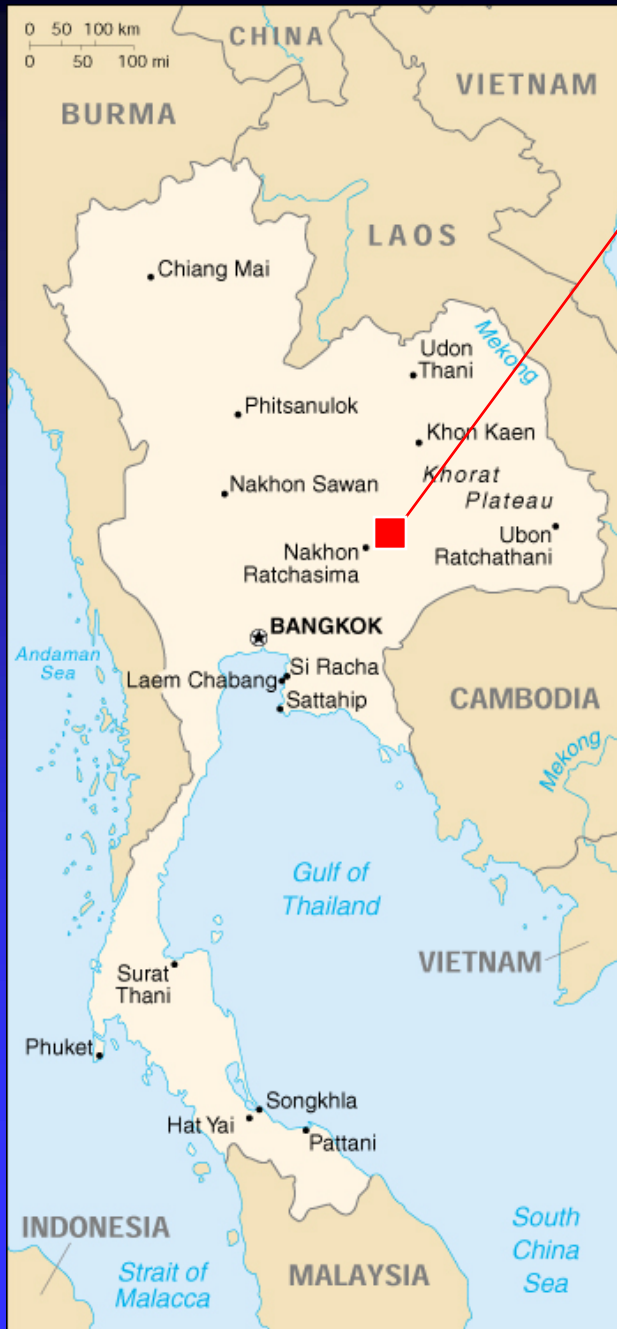 0 50 100 km
0 50 100 mi
CHINA
VIETNAM
BURMA
LAOS
Chiang Mai
Mekong
Udon
Thani
Phitsanulok
Khon Kaen
Khorat
Plateau
Nakhon Sawan
Ubon
Ratchathani
Nakhon
Ratchasima
BANGKOK
Andaman
Sea
Si Racha
Laem Chabang
Sattahip
CAMBODIA
Mekong
Gulf of
Thailand
VIETNAM
Surat
Thani
Phuket
Songkhla
Hat Yai
Pattani
INDONESIA
South
China
Sea
Strait of
Malacca
MALAYSIA